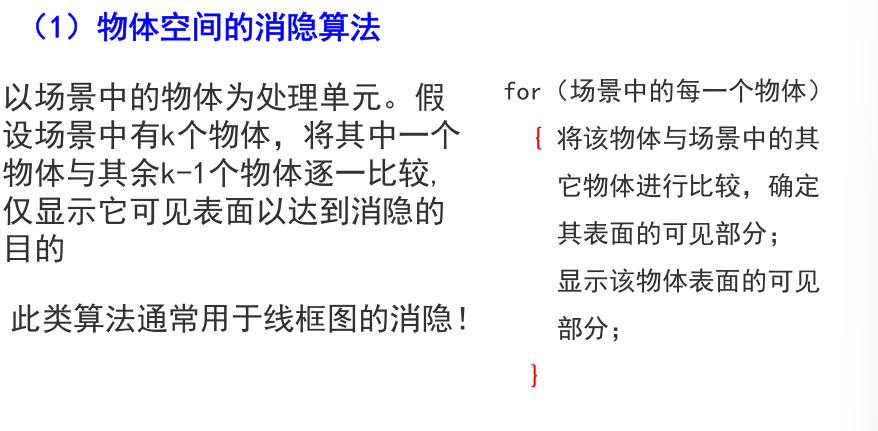 （1）物体空间的消隐算法
以场景中的物体为处理单元。假
设场景中有k个物体，将其中一个
物体与其余k-1个物体逐一比较,
仅显示它可见表面以达到消隐的
目的
此类算法通常用于线框图的消隐！
for（场景中的每一个物体）
{ 将该物体与场景中的其
它物体进行比较，确定
其表面的可见部分；
显示该物体表面的可见
部分；
}